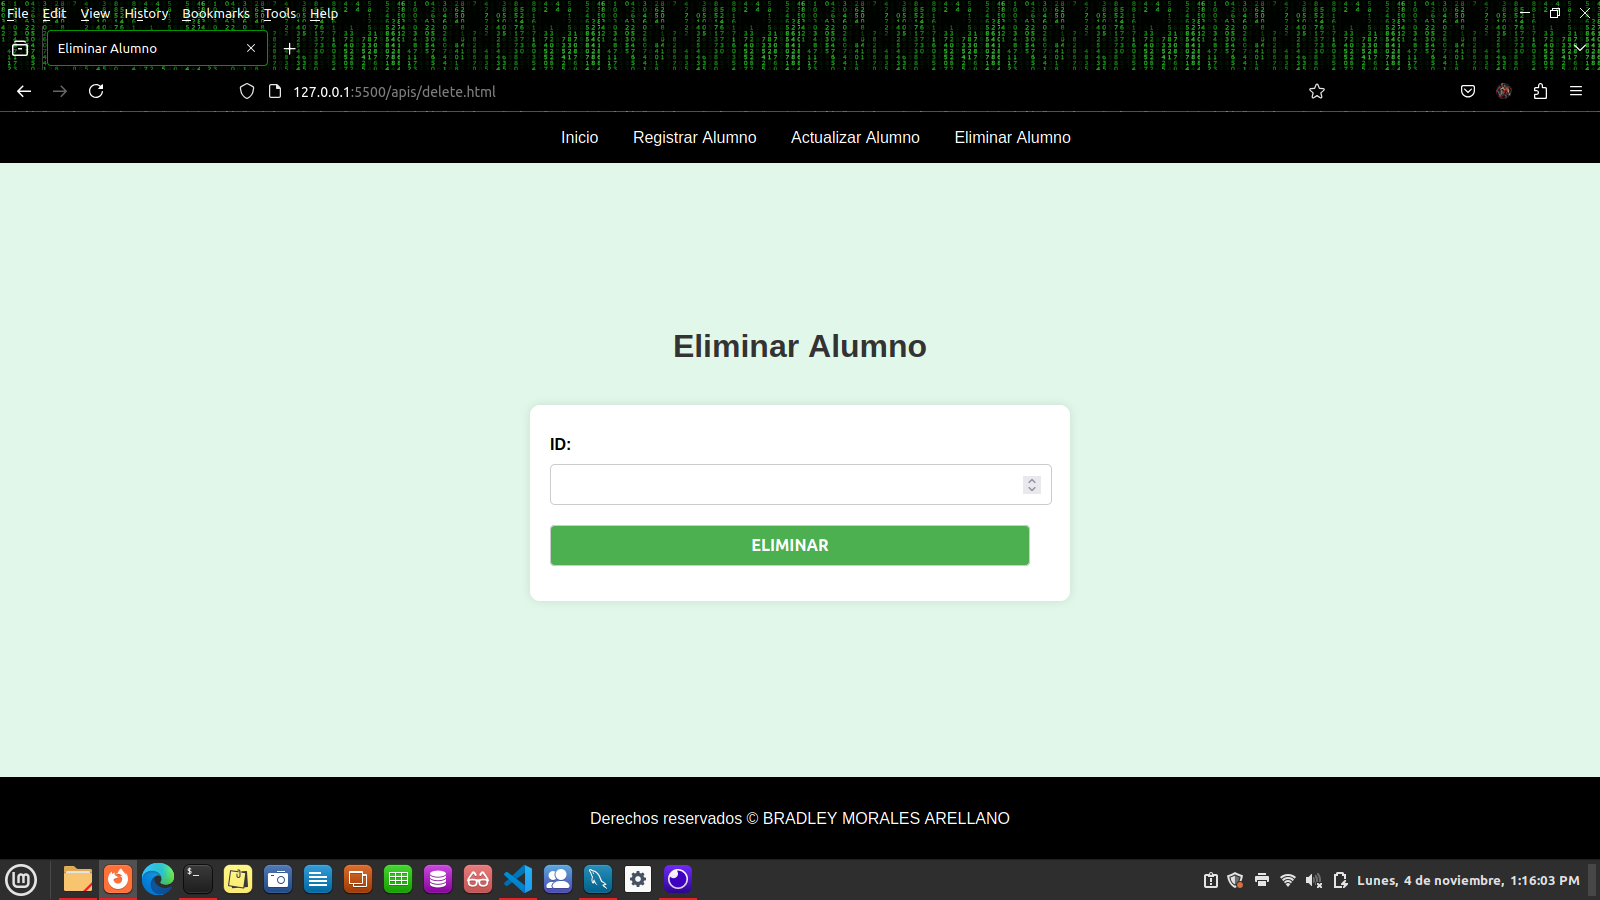 File Edit View History Bookmarks Tools Help
Eliminar Alumno
127.0.0.1:5500/apis/delete.html
Inicio Registrar Alumno Actualizar Alumno Eliminar Alumno
Eliminar Alumno
ID:
ELIMINAR
Derechos reservados © BRADLEY MORALES ARELLANO
Lunes, 4 de noviembre, 1:16:03 PM